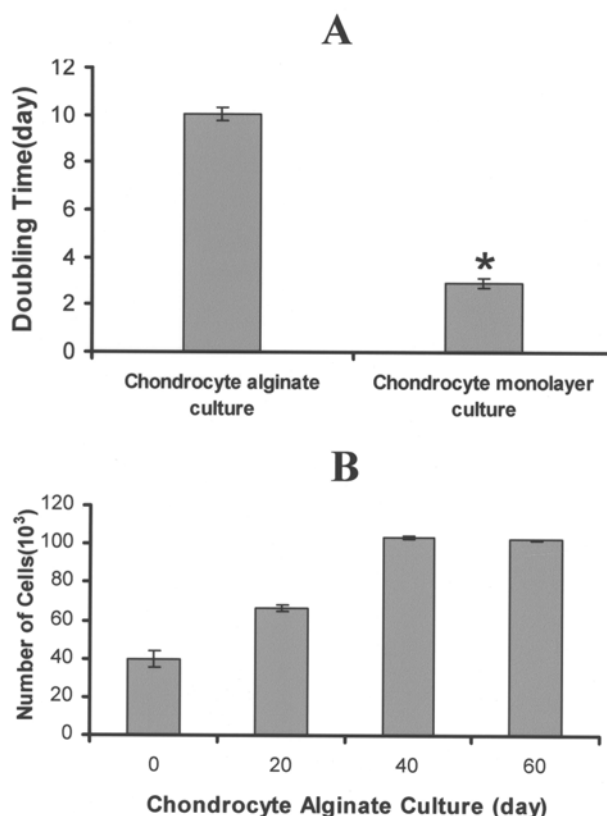 A
Doubling Time(day)
12
10
8
6
4
2
0
*
Chondrocyte alginate
culture
Chondrocyte monolayer
culture
B
Number of Cells(10³)
120
100
80
60
40
20
0
0
20
40
60
Chondrocyte Alginate Culture (day)